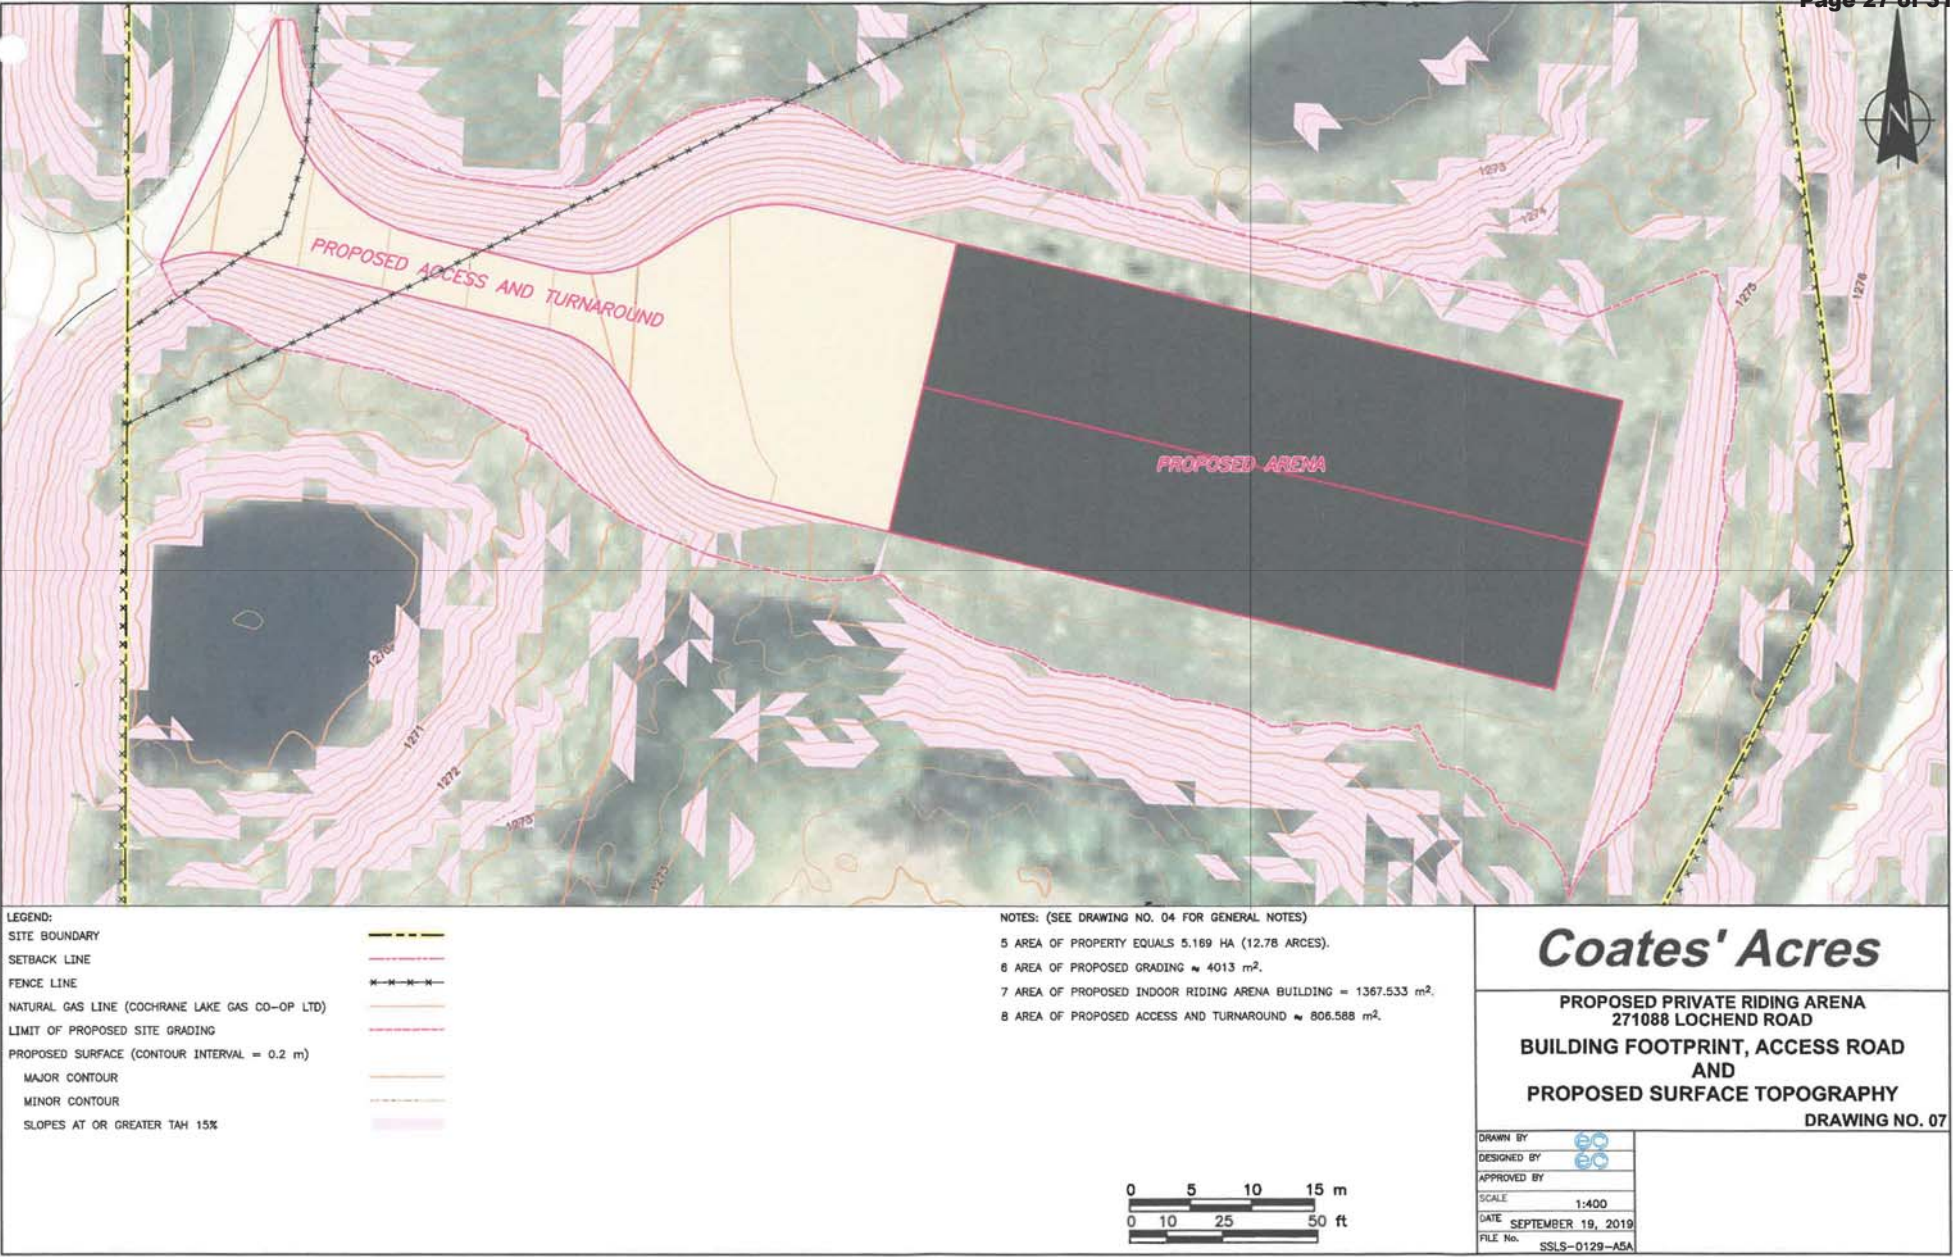 Page 27 of 31
N
1273
1274
1275
1276
PROPOSED ACCESS AND TURNAROUND
PROPOSED ARENA
1270
1271
1272
1273
1273
LEGEND:
SITE BOUNDARY
SETBACK LINE
FENCE LINE
NATURAL GAS LINE (COCHRANE LAKE GAS CO-OP LTD)
LIMIT OF PROPOSED SITE GRADING
PROPOSED SURFACE (CONTOUR INTERVAL = 0.2 m)
MAJOR CONTOUR
MINOR CONTOUR
SLOPES AT OR GREATER TAH 15%
NOTES: (SEE DRAWING NO. 04 FOR GENERAL NOTES)
5 AREA OF PROPERTY EQUALS 5.169 HA (12.78 ARCES).
6 AREA OF PROPOSED GRADING ≈ 4013 m².
7 AREA OF PROPOSED INDOOR RIDING ARENA BUILDING = 1367.533 m².
8 AREA OF PROPOSED ACCESS AND TURNAROUND ≈ 806.588 m².
0 5 10 15 m
0 10 25 50 ft
Coates' Acres
PROPOSED PRIVATE RIDING ARENA
271088 LOCHEND ROAD
BUILDING FOOTPRINT, ACCESS ROAD
AND
PROPOSED SURFACE TOPOGRAPHY
DRAWING NO. 07
DRAWN BY ec
DESIGNED BY ec
APPROVED BY
SCALE 1:400
DATE SEPTEMBER 19, 2019
FILE No. SSLS-0129-A5A